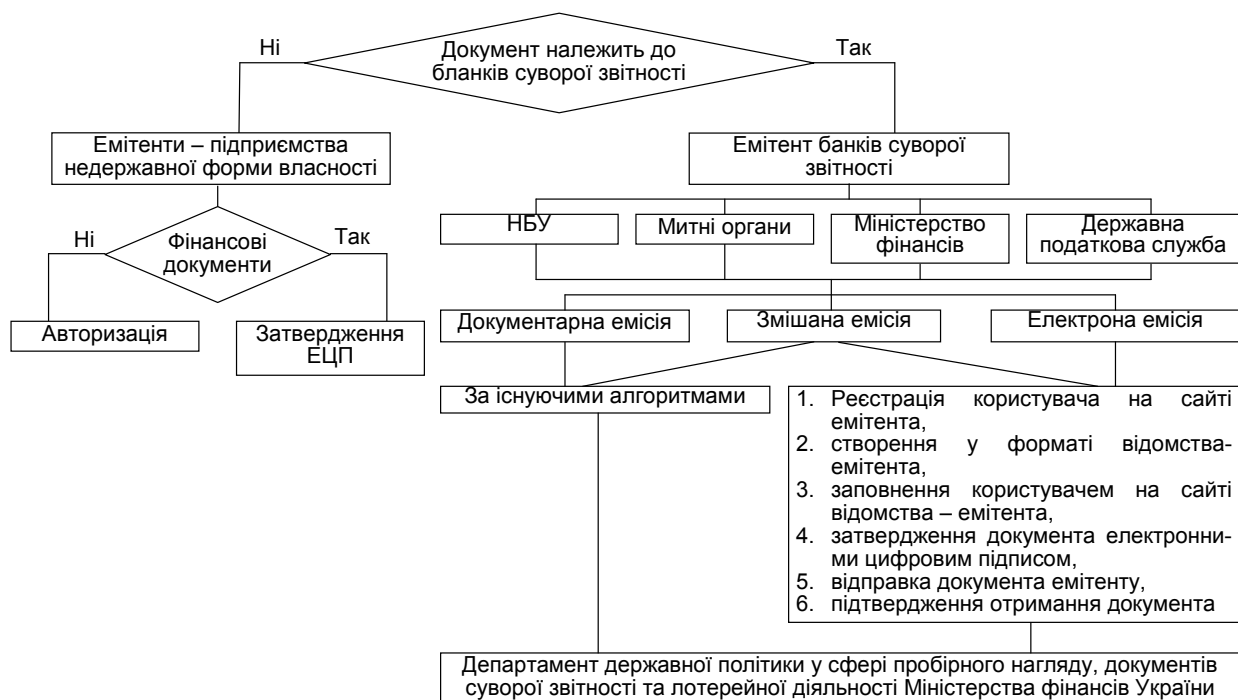 Ні
Документ належить до
бланків суворої звітності
Так
Емітенти – підприємства
недержавної форми власності
Емітент банків суворої
звітності
Ні
Фінансові
документи
Так
НБУ
Митні органи
Міністерство
фінансів
Державна
податкова служба
Авторизація
Затвердження
ЕЦП
Документарна емісія
Змішана емісія
Електрона емісія
За існуючими алгоритмами
1. Реєстрація користувача на сайті
емітента,
2. створення у форматі відомства-
емітента,
3. заповнення користувачем на сайті
відомства – емітента,
4. затвердження документа електронни-
ми цифровим підписом,
5. відправка документа емітенту,
6. підтвердження отримання документа
Департамент державної політики у сфері пробірного нагляду, документів
суворої звітності та лотерейної діяльності Міністерства фінансів України